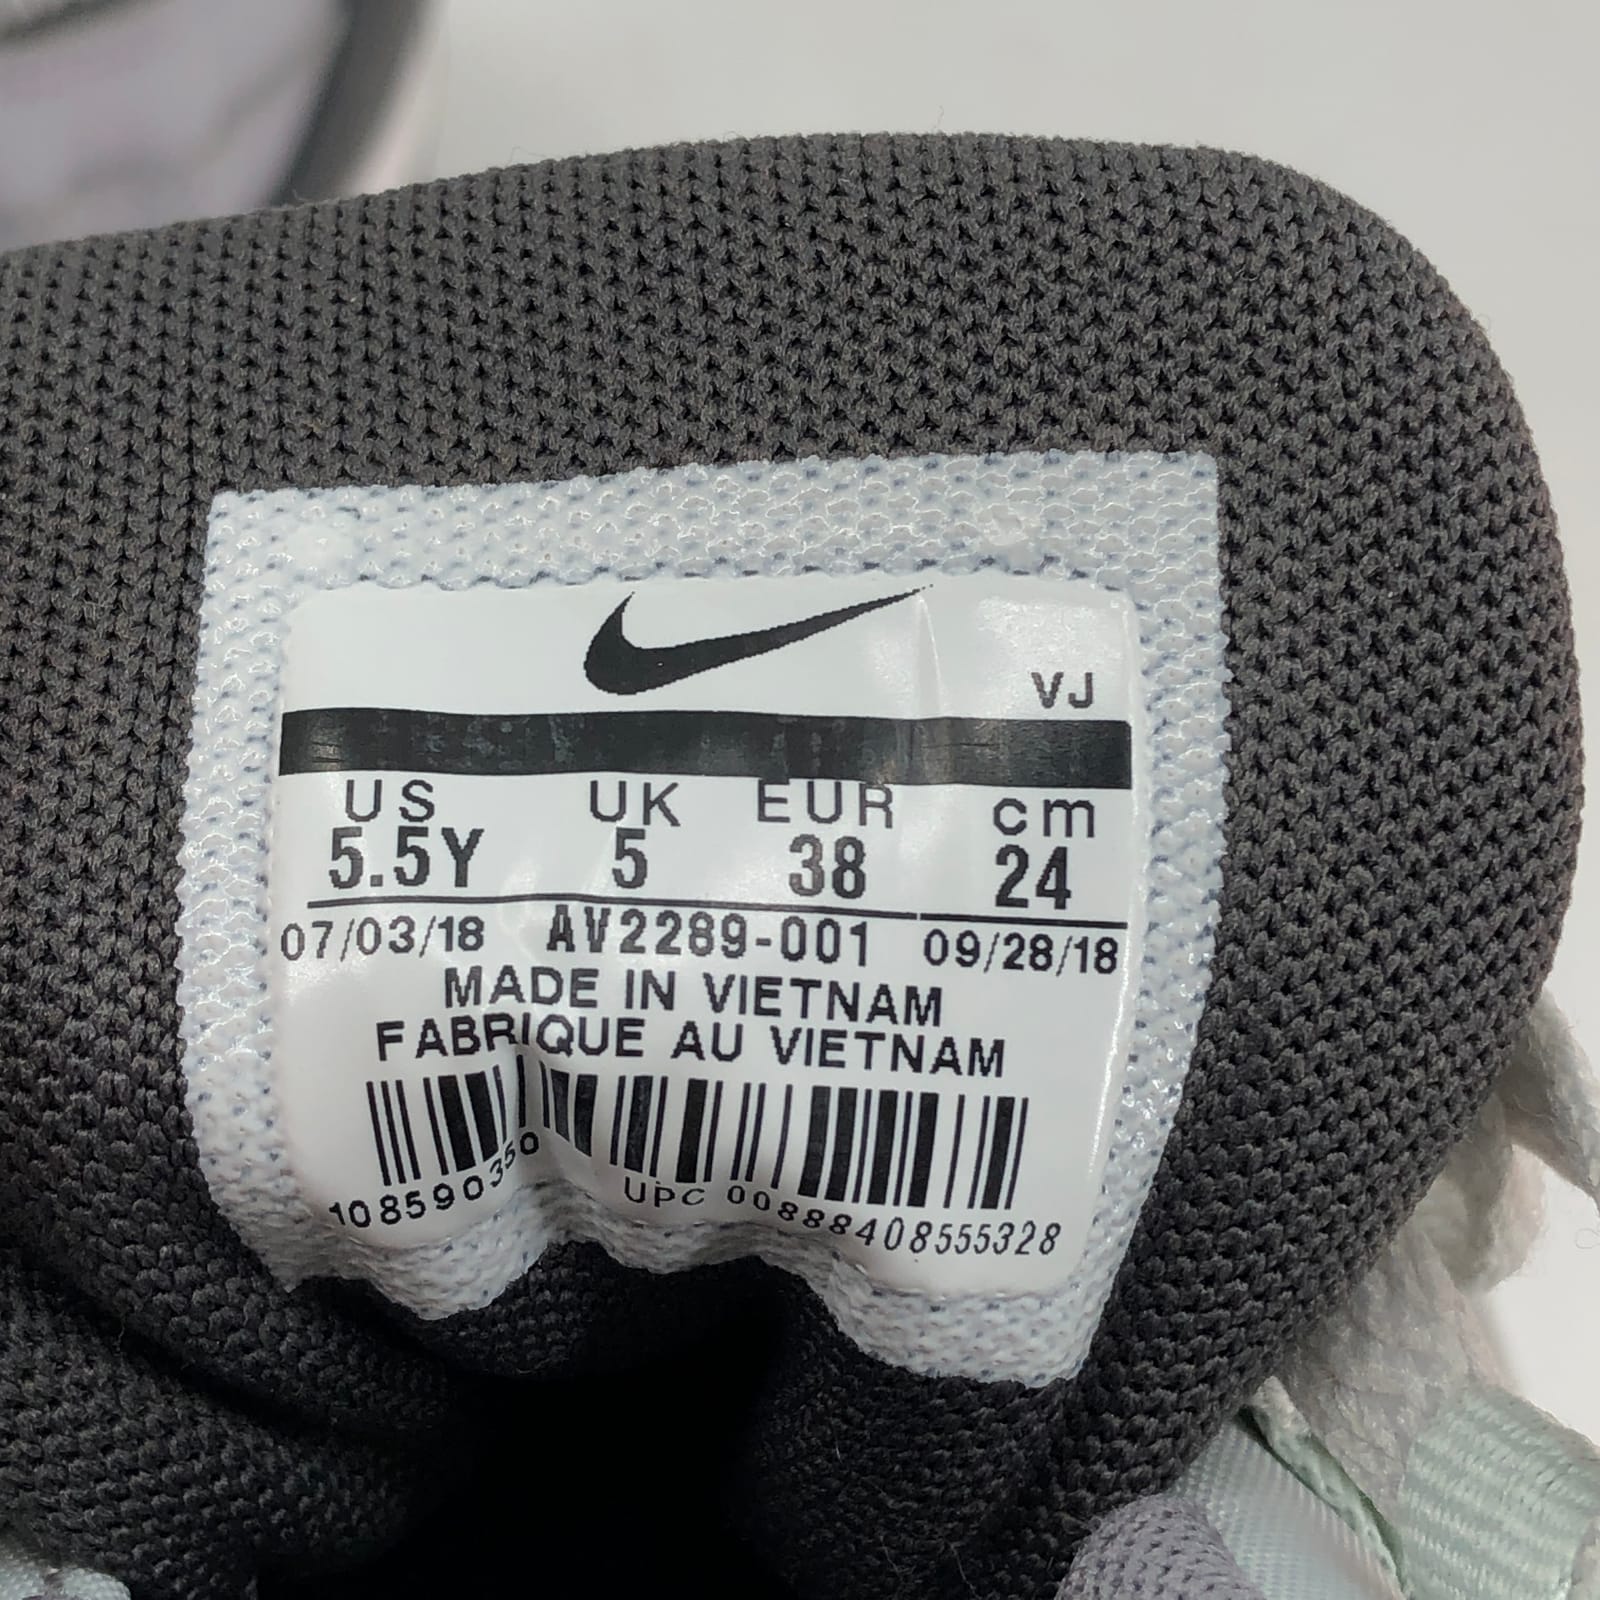 VJ
US UK EUR cm
5.5Y 5 38 24
07/03/18 AV2289-001 09/28/18
MADE IN VIETNAM
FABRIQUE AU VIETNAM
108590350 UPC 00888408555328